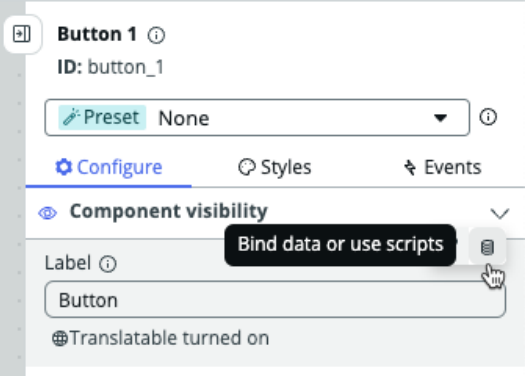 Button 1
ID: button_1
Preset None
Configure Styles Events
Component visibility
Bind data or use scripts
Label
Button
Translatable turned on